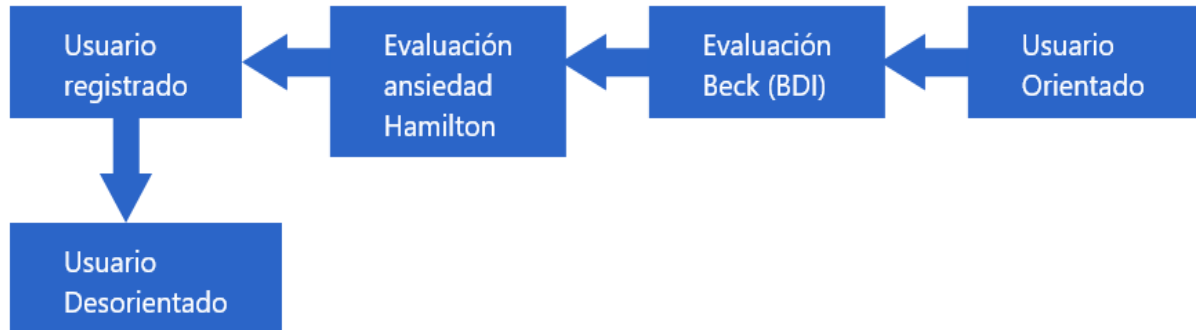 Usuario
registrado
Evaluación
ansiedad
Hamilton
Evaluación
Beck (BDI)
Usuario
Orientado
Usuario
Desorientado